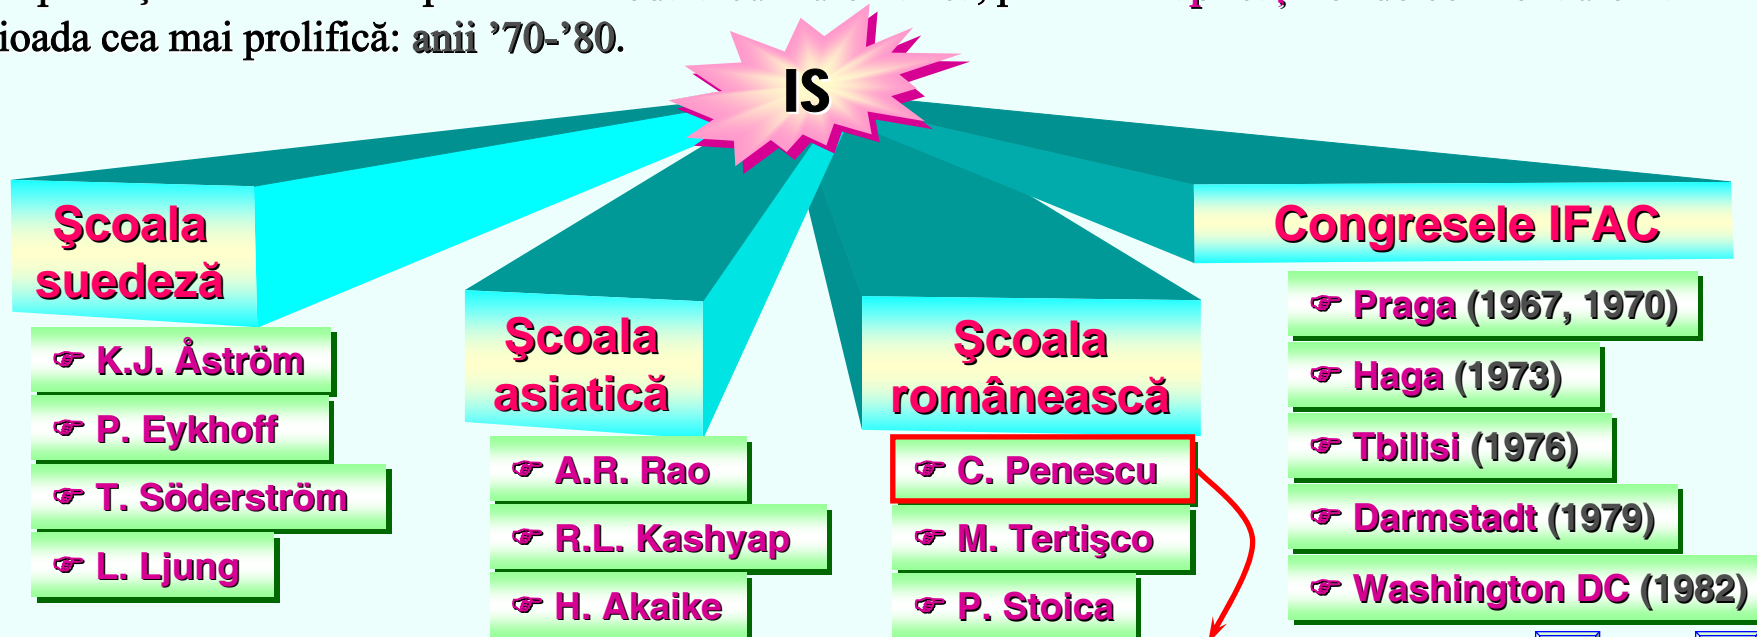 ioada cea mai prolifică: anii ’70-’80.
IS
Şcoala
suedeză
☞ K.J. Åström
☞ P. Eykhoff
☞ T. Söderström
☞ L. Ljung
Şcoala
asiatică
☞ A.R. Rao
☞ R.L. Kashyap
☞ H. Akaike
Şcoala
românească
☞ C. Penescu
☞ M. Tertişco
☞ P. Stoica
Congresele IFAC
☞ Praga (1967, 1970)
☞ Haga (1973)
☞ Tbilisi (1976)
☞ Darmstadt (1979)
☞ Washington DC (1982)